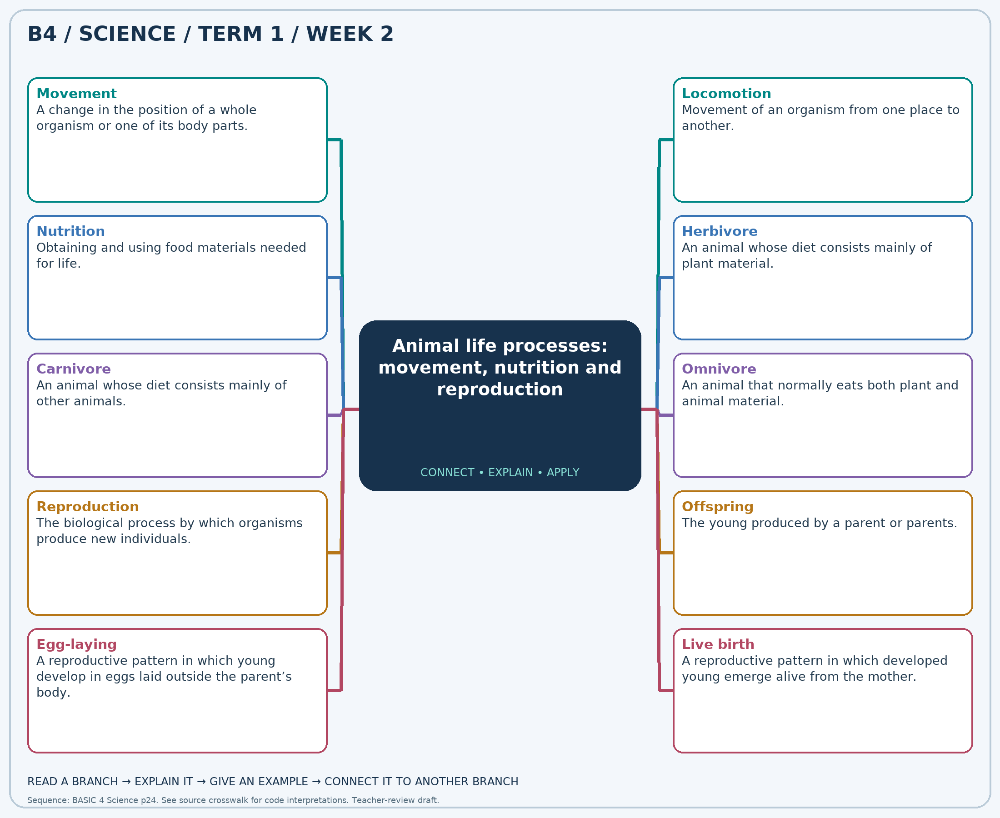 B4 / SCIENCE / TERM 1 / WEEK 2
Movement
A change in the position of a whole
organism or one of its body parts.
Locomotion
Movement of an organism from one place to
another.
Nutrition
Obtaining and using food materials needed
for life.
Herbivore
An animal whose diet consists mainly of
plant material.
Animal life processes:
movement, nutrition and
reproduction
CONNECT • EXPLAIN • APPLY
Carnivore
An animal whose diet consists mainly of
other animals.
Omnivore
An animal that normally eats both plant and
animal material.
Reproduction
The biological process by which organisms
produce new individuals.
Offspring
The young produced by a parent or parents.
Egg-laying
A reproductive pattern in which young
develop in eggs laid outside the parent’s
body.
Live birth
A reproductive pattern in which developed
young emerge alive from the mother.
READ A BRANCH → EXPLAIN IT → GIVE AN EXAMPLE → CONNECT IT TO ANOTHER BRANCH
Sequence: BASIC 4 Science p24. See source crosswalk for code interpretations. Teacher-review draft.